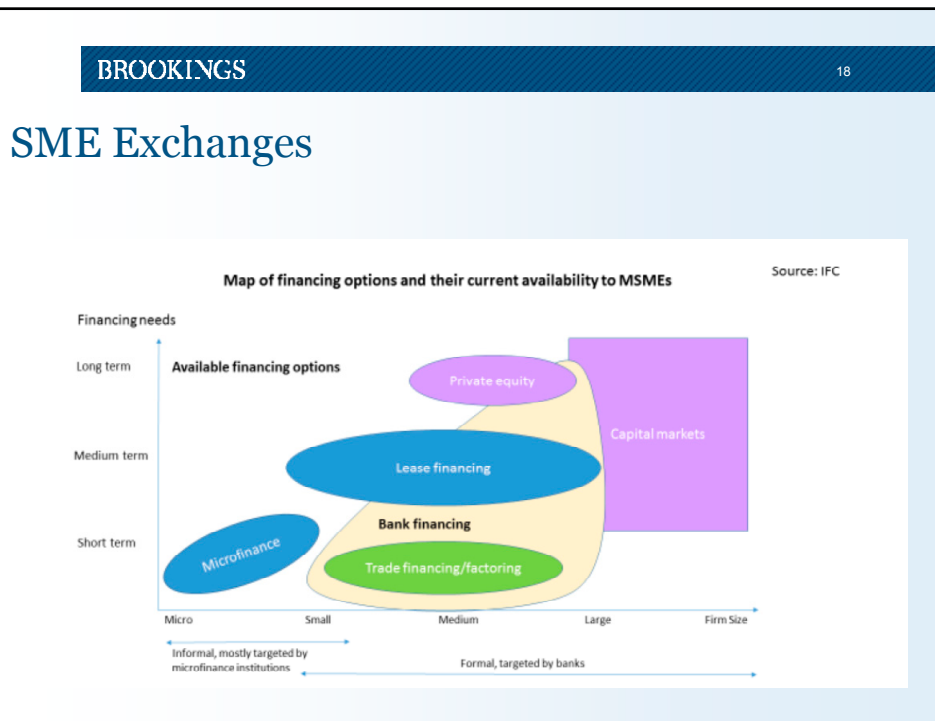 BROOKINGS
18
SME Exchanges
Map of financing options and their current availability to MSMEs
Source: IFC
Financing needs
Long term
Available financing options
Private equity
Capital markets
Medium term
Lease financing
Bank financing
Short term
Microfinance
Trade financing/factoring
Micro
Small
Medium
Large
Firm Size
Informal, mostly targeted by
microfinance institutions
Formal, targeted by banks